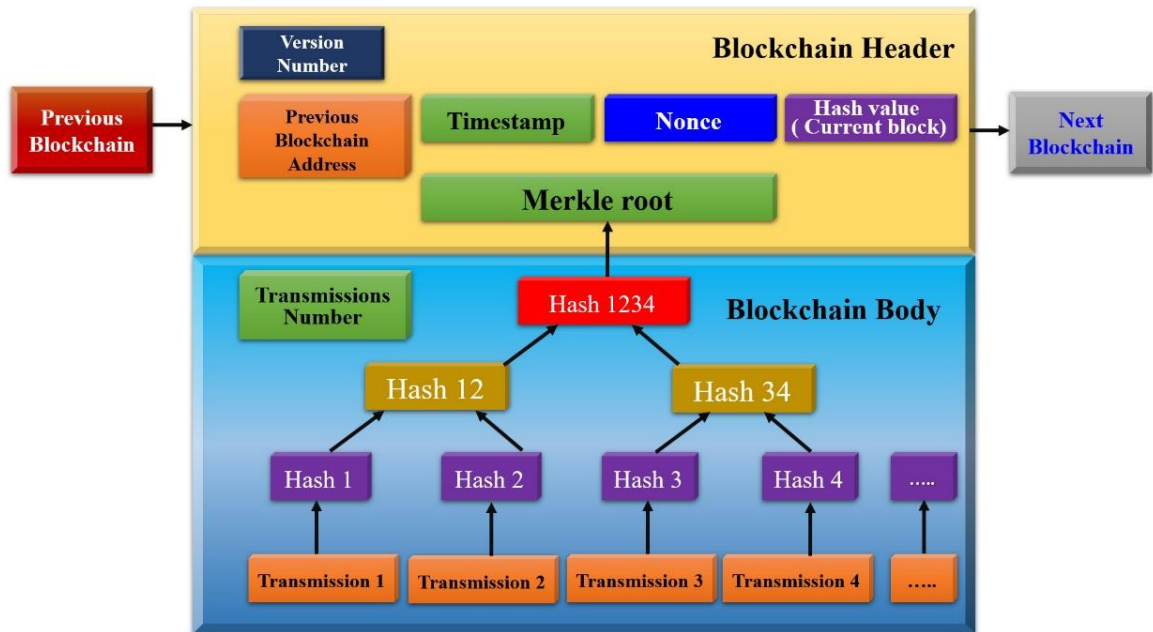 Version
Number
Blockchain Header
Previous
Blockchain
Previous
Blockchain
Address
Timestamp
Nonce
Hash value
( Current block)
Next
Blockchain
Merkle root
Transmissions
Number
Hash 1234
Blockchain Body
Hash 12
Hash 34
Hash 1
Hash 2
Hash 3
Hash 4
.....
Transmission 1
Transmission 2
Transmission 3
Transmission 4
.....